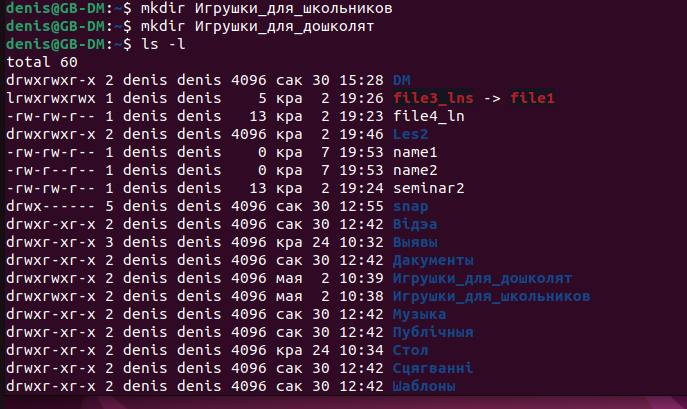 denis@GB-DM:~$ mkdir Игрушки_для_школьников
denis@GB-DM:~$ mkdir Игрушки_для_дошколят
denis@GB-DM:~$ ls -l
total 60
drwxrwxr-x 2 denis denis 4096 сак 30 15:28 DM
lrwxrwxrwx 1 denis denis    5 кра  2 19:26 file3_lns -> file1
-rw-rw-r-- 1 denis denis   13 кра  2 19:23 file4_ln
drwxrwxr-x 2 denis denis 4096 кра  2 19:46 Les2
-rw-rw-r-- 1 denis denis    0 кра  7 19:53 name1
-rw-r--r-- 1 denis denis    0 кра  7 19:53 name2
-rw-rw-r-- 1 denis denis   13 кра  2 19:24 seminar2
drwx------ 5 denis denis 4096 сак 30 12:55 snap
drwxr-xr-x 2 denis denis 4096 сак 30 12:42 Відэа
drwxr-xr-x 3 denis denis 4096 кра 24 10:32 Выявы
drwxr-xr-x 2 denis denis 4096 сак 30 12:42 Дакументы
drwxrwxr-x 2 denis denis 4096 мая  2 10:39 Игрушки_для_дошколят
drwxrwxr-x 2 denis denis 4096 мая  2 10:38 Игрушки_для_школьников
drwxr-xr-x 2 denis denis 4096 сак 30 12:42 Музыка
drwxr-xr-x 2 denis denis 4096 сак 30 12:42 Публічныя
drwxr-xr-x 2 denis denis 4096 кра 24 10:34 Стол
drwxr-xr-x 2 denis denis 4096 сак 30 12:42 Сцягванні
drwxr-xr-x 2 denis denis 4096 сак 30 12:42 Шаблоны